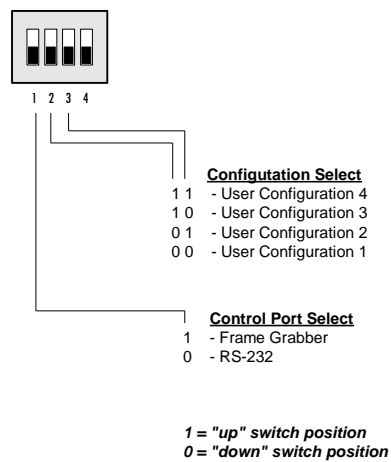 1 2 3 4
Configutation Select
1 1 - User Configuration 4
1 0 - User Configuration 3
0 1 - User Configuration 2
0 0 - User Configuration 1
Control Port Select
1 - Frame Grabber
0 - RS-232
1 = "up" switch position
0 = "down" switch position